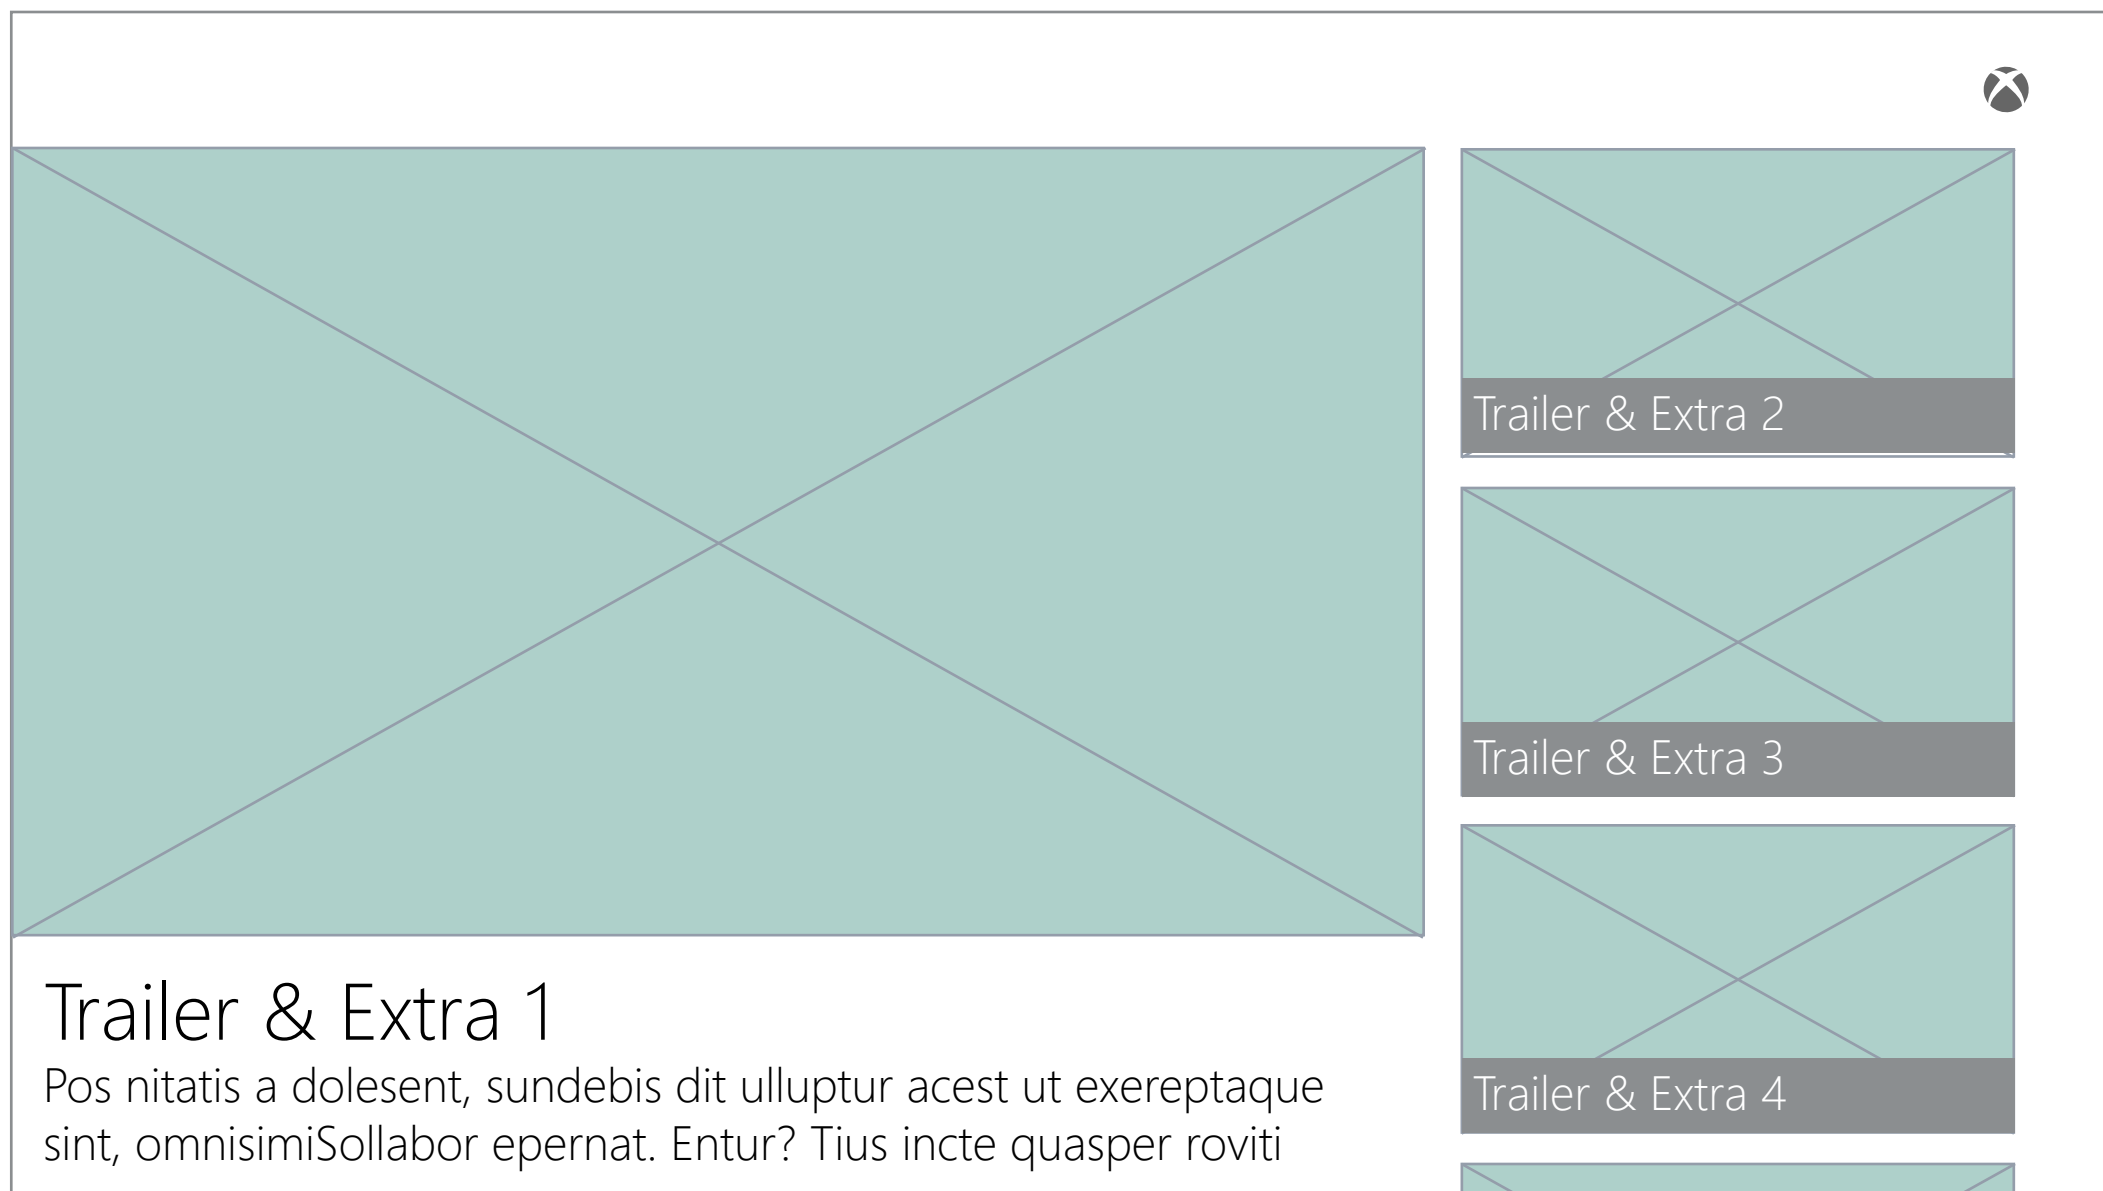 Trailer & Extra 1
Pos nitatis a dolesent, sundebis dit ulluptur acest ut exereptaque
sint, omnisimiSollabor epernat. Entur? Tius incte quasper roviti
Trailer & Extra 2
Trailer & Extra 3
Trailer & Extra 4